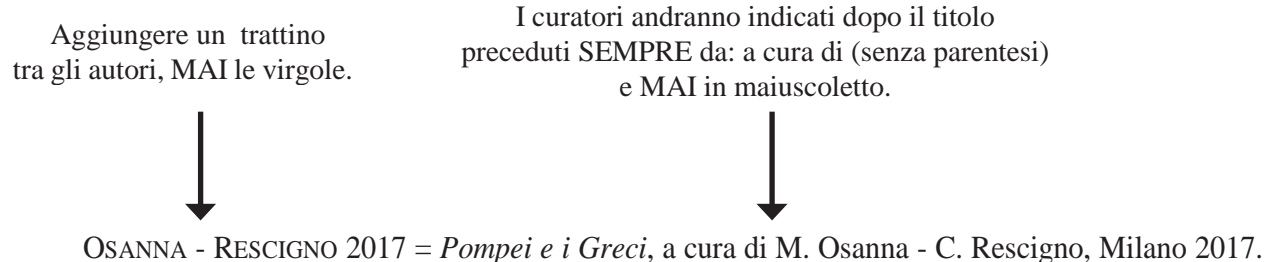 Aggiungere un trattino
tra gli autori, MAI le virgole.
I curatori andranno indicati dopo il titolo
preceduti SEMPRE da: a cura di (senza parentesi)
e MAI in maiuscoletto.
OSANNA - RESCIGNO 2017 = Pompei e i Greci, a cura di M. Osanna - C. Rescigno, Milano 2017.